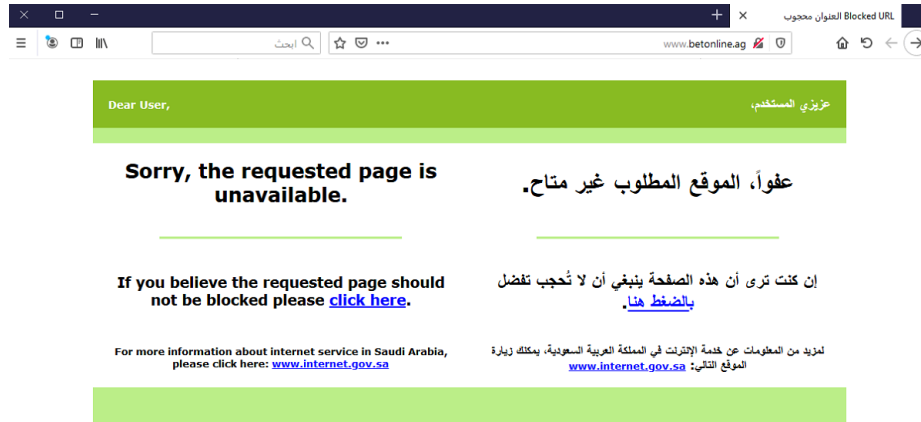 Blocked URL العنوان محجوب
www.betonline.ag
ابحث
Dear User,
عزيزي المستخدم،
Sorry, the requested page is
unavailable.
عفواً، الموقع المطلوب غير متاح.
If you believe the requested page should
not be blocked please click here.
إن كنت ترى أن هذه الصفحة ينبغي أن لا تُحجب تفضل
بالضغط هنا.
For more information about internet service in Saudi Arabia,
please click here: www.internet.gov.sa
لمزيد من المعلومات عن خدمة الإنترنت في المملكة العربية السعودية، يمكنك زيارة
الموقع التالي: www.internet.gov.sa